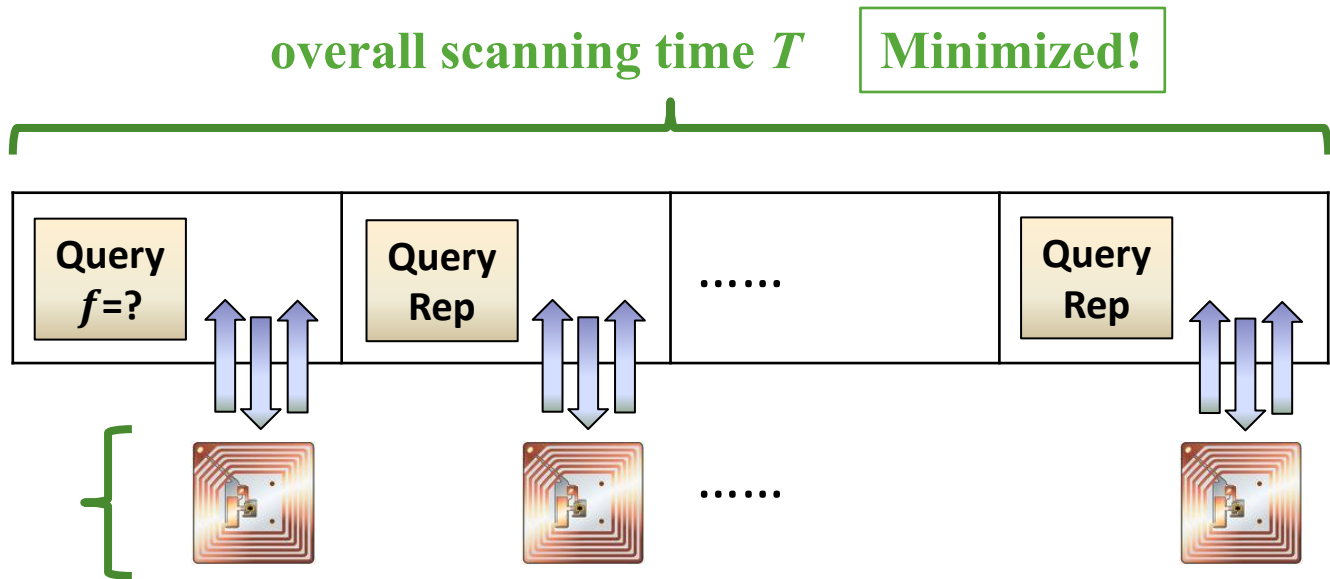 overall scanning time T Minimized!
Query
f=?
Query
Rep
......
Query
Rep
......